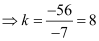 ⇒ k = -56/-7 = 8